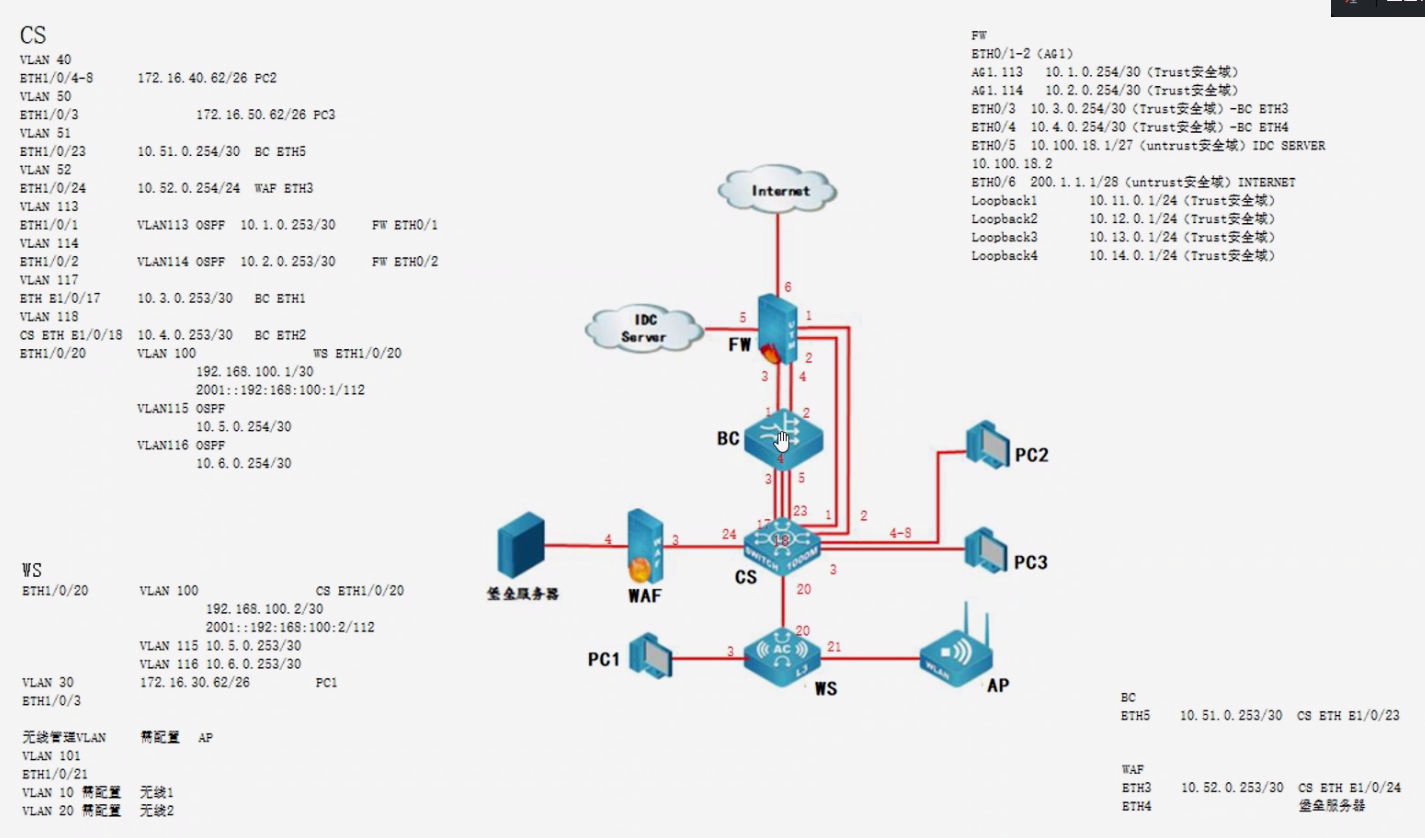 CS
VLAN 40
ETH1/0/4-8 172.16.40.62/26 PC2
VLAN 50
ETH1/0/3 172.16.50.62/26 PC3
VLAN 51
ETH1/0/23 10.51.0.254/30 BC ETH5
VLAN 52
ETH1/0/24 10.52.0.254/24 WAF ETH3
VLAN 113
ETH1/0/1 VLAN113 OSPF 10.1.0.253/30 FW ETH0/1
VLAN 114
ETH1/0/2 VLAN114 OSPF 10.2.0.253/30 FW ETH0/2
VLAN 117
ETH E1/0/17 10.3.0.253/30 BC ETH1
VLAN 118
CS ETH E1/0/18 10.4.0.253/30 BC ETH2
ETH1/0/20 VLAN 100 WS ETH1/0/20
192.168.100.1/30
2001::192:168:100:1/112
VLAN115 OSPF
10.5.0.254/30
VLAN116 OSPF
10.6.0.254/30
WS
ETH1/0/20 VLAN 100 CS ETH1/0/20
192.168.100.2/30
2001::192:168:100:2/112
VLAN 115 10.5.0.253/30
VLAN 116 10.6.0.253/30
VLAN 30 172.16.30.62/26 PC1
ETH1/0/3
无线管理VLAN 需配置 AP
VLAN 101
ETH1/0/21
VLAN 10 需配置 无线1
VLAN 20 需配置 无线2
FW
ETH0/1-2（AG1）
AG1.113 10.1.0.254/30（Trust安全域）
AG1.114 10.2.0.254/30（Trust安全域）
ETH0/3 10.3.0.254/30（Trust安全域）-BC ETH3
ETH0/4 10.4.0.254/30（Trust安全域）-BC ETH4
ETH0/5 10.100.18.1/27（untrust安全域）IDC SERVER
10.100.18.2
ETH0/6 200.1.1.1/28（untrust安全域）INTERNET
Loopback1 10.11.0.1/24（Trust安全域）
Loopback2 10.12.0.1/24（Trust安全域）
Loopback3 10.13.0.1/24（Trust安全域）
Loopback4 10.14.0.1/24（Trust安全域）
Internet
6
IDC
Server
5
1
UTM
FW
2
3 4
1 2
BC
4
3 5
PC2
17 23 1 2
24 18 4-8
4 3
WAF
SWITCH 1000M
3
CS
PC3
堡垒服务器
WAF
20
20
PC1 3 AC 21
L3
WLAN
WS
AP
BC
ETH5 10.51.0.253/30 CS ETH E1/0/23
WAF
ETH3 10.52.0.253/30 CS ETH E1/0/24
ETH4 堡垒服务器